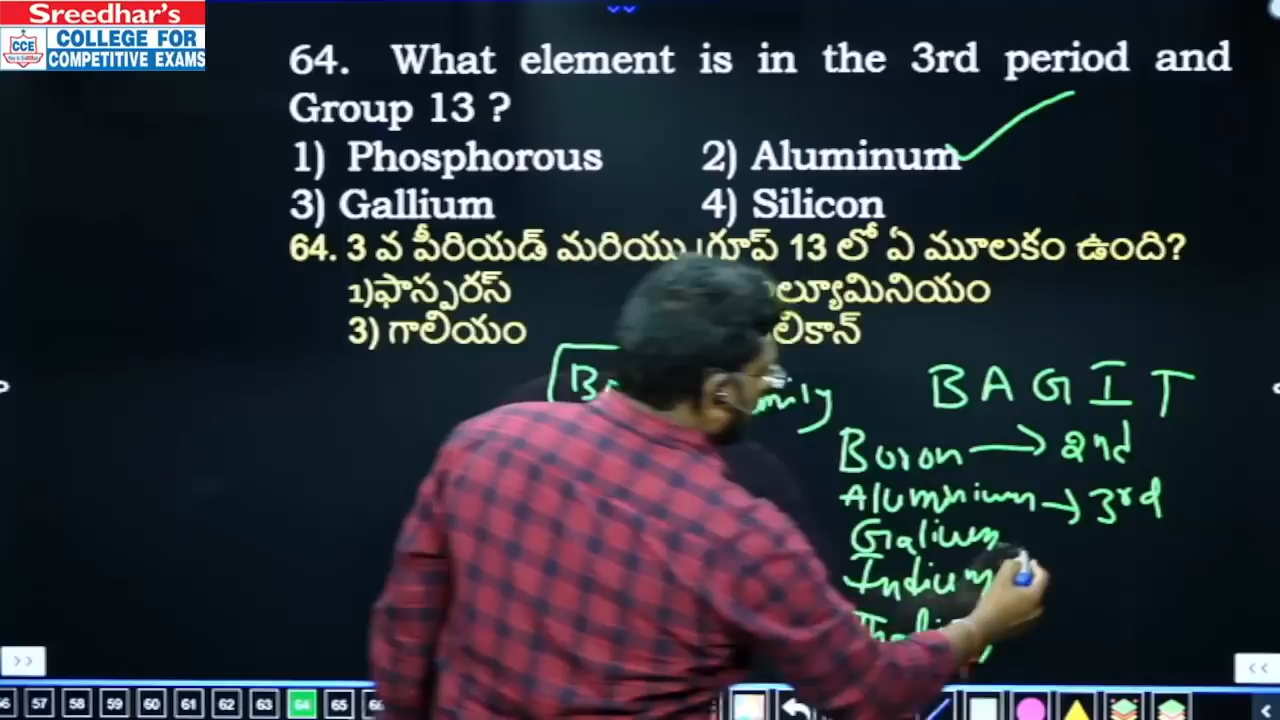 Sreedhar's
CCE
COLLEGE FOR
COMPETITIVE EXAMS
64. What element is in the 3rd period and
Group 13 ?
1) Phosphorous 2) Aluminum
3) Gallium 4) Silicon
64. 3 వ పీరియడ్ మరియు గ్రూప్ 13 లో ఏ మూలకం ఉంది?
1)ఫాస్పరస్ ల్యూమినియం
3) గాలియం లికాన్
B A G I T
Boron → 2nd
Aluminium → 3rd
Galium
Indium
57 58 59 60 61 62 63 64 65